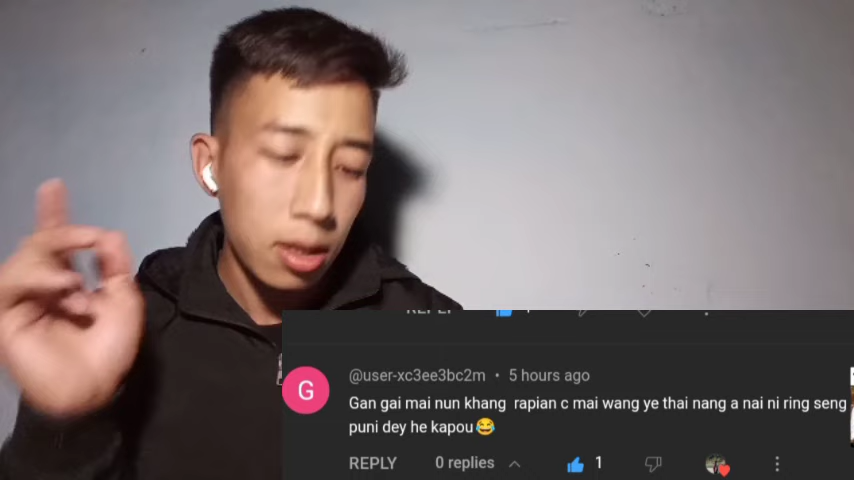 REPLY
G
@user-xc3ee3bc2m • 5 hours ago
Gan gai mai nun khang rapian c mai wang ye thai nang a nai ni ring seng
puni dey he kapou😂
REPLY 0 replies 1